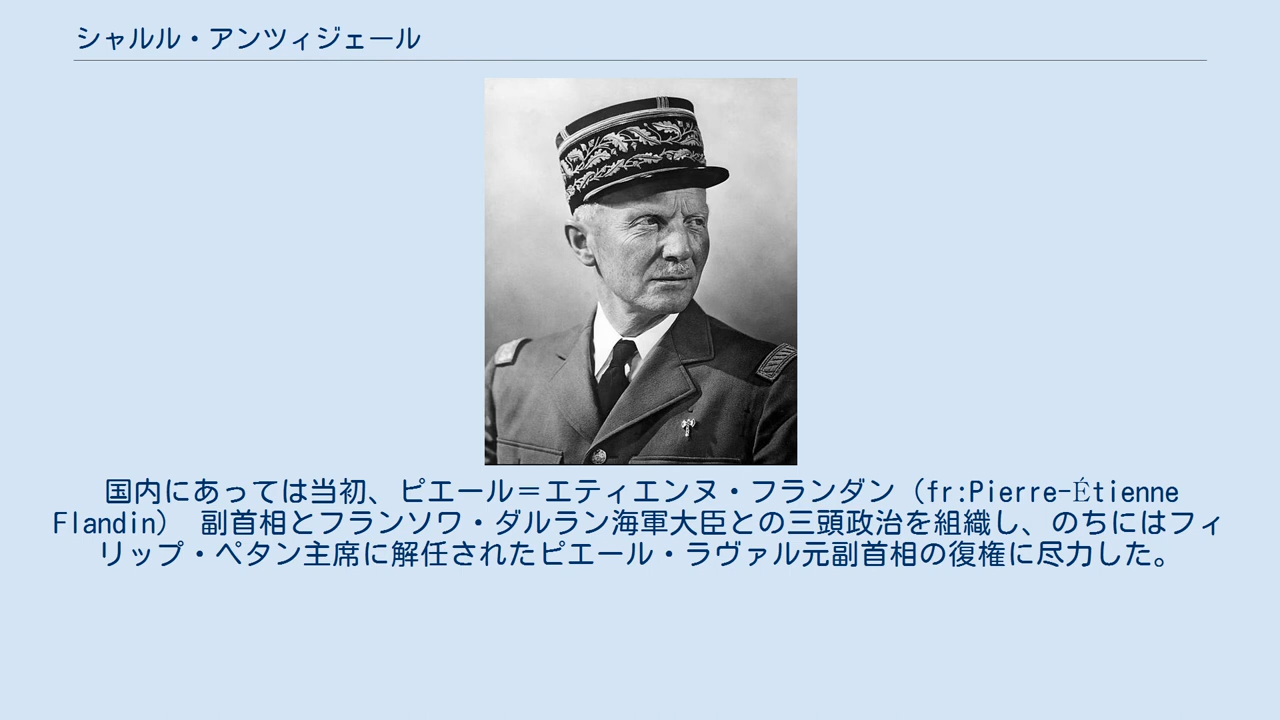 シャルル・アンツィジェール
国内にあっては当初、ピエール＝エティエンヌ・フランダン（fr:Pierre-Étienne
Flandin） 副首相とフランソワ・ダルラン海軍大臣との三頭政治を組織し、のちにはフィ
リップ・ペタン主席に解任されたピエール・ラヴァル元副首相の復権に尽力した。